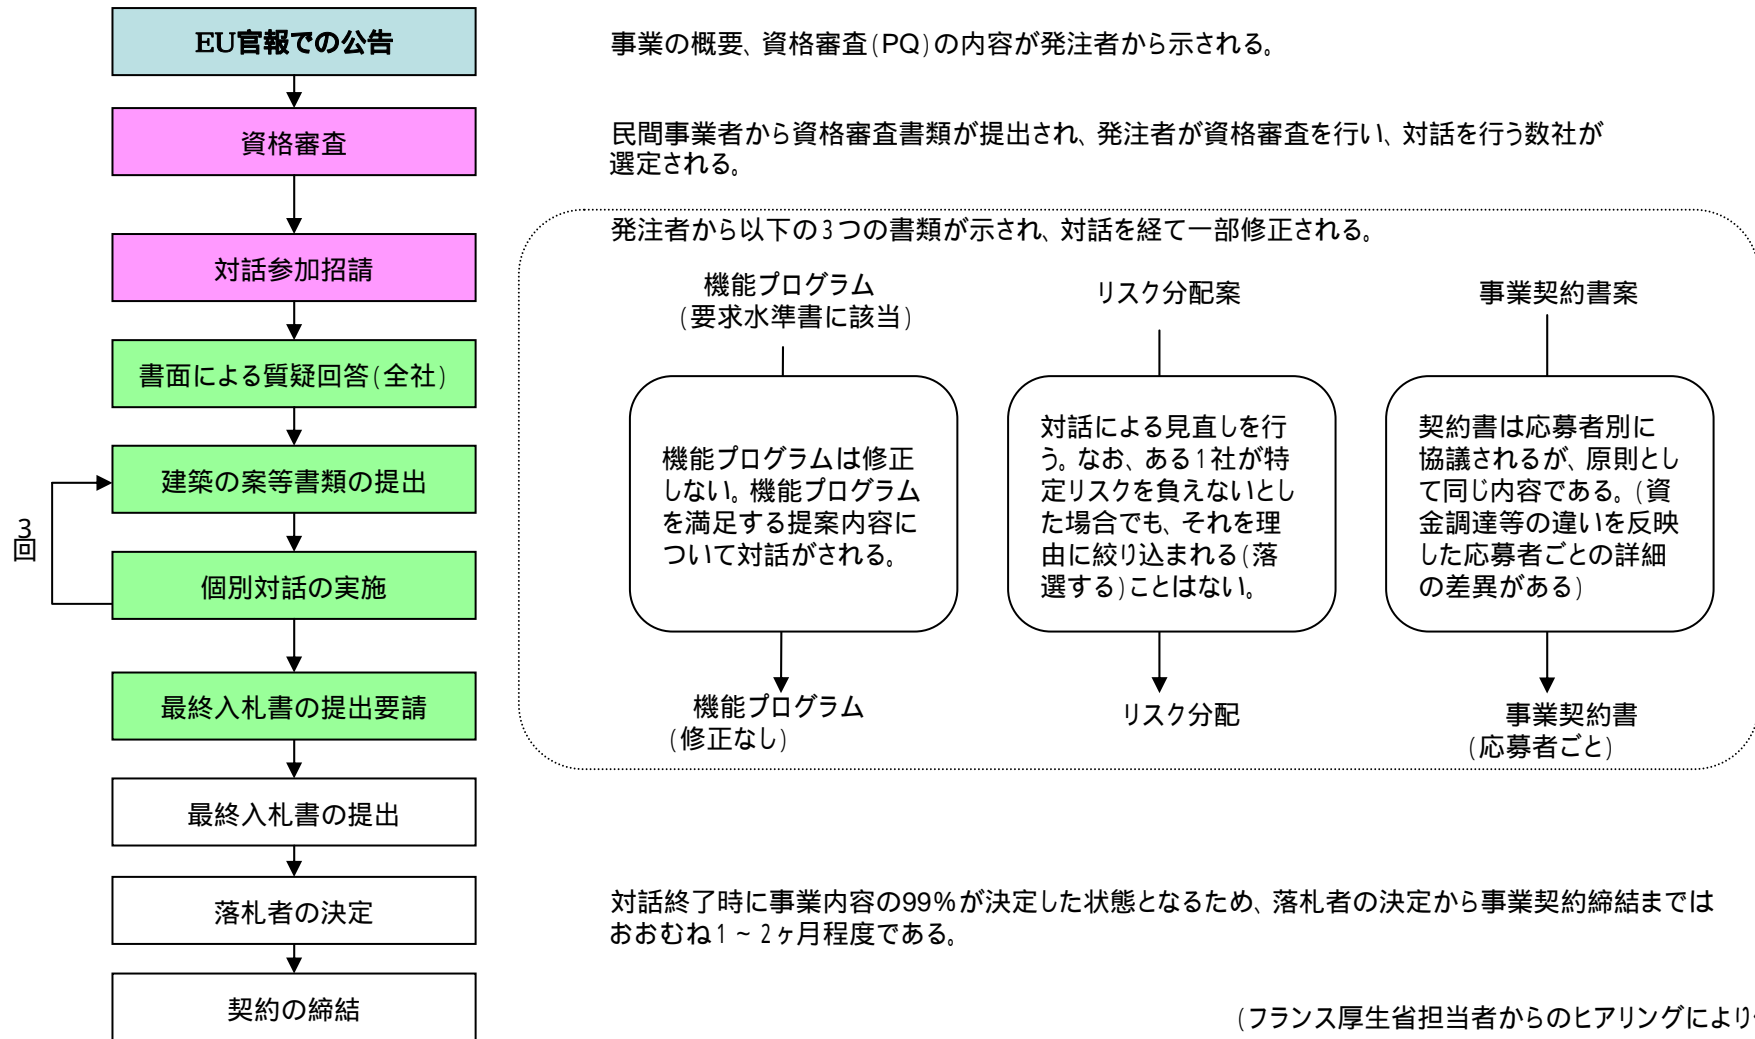 EU官報での公告
事業の概要、資格審査(PQ)の内容が発注者から示される。
資格審査
民間事業者から資格審査書類が提出され、発注者が資格審査を行い、対話を行う数社が
選定される。
対話参加招請
発注者から以下の3つの書類が示され、対話を経て一部修正される。
機能プログラム
(要求水準書に該当)
リスク分配案
事業契約書案
書面による質疑回答(全社)
建築の案等書類の提出
3回
個別対話の実施
機能プログラムは修正
しない。機能プログラム
を満足する提案内容に
ついて対話がされる。
対話による見直しを行
う。なお、ある1社が特
定リスクを負えないとし
た場合でも、それを理
由に絞り込まれる(落
選する)ことはない。
契約書は応募者別に
協議されるが、原則とし
て同じ内容である。(資
金調達等の違いを反映
した応募者ごとの詳細
の差異がある)
最終入札書の提出要請
機能プログラム
(修正なし)
リスク分配
事業契約書
(応募者ごと)
最終入札書の提出
落札者の決定
対話終了時に事業内容の99%が決定した状態となるため、落札者の決定から事業契約締結までは
おおむね1~2ヶ月程度である。
契約の締結
(フランス厚生省担当者からのヒアリングにより